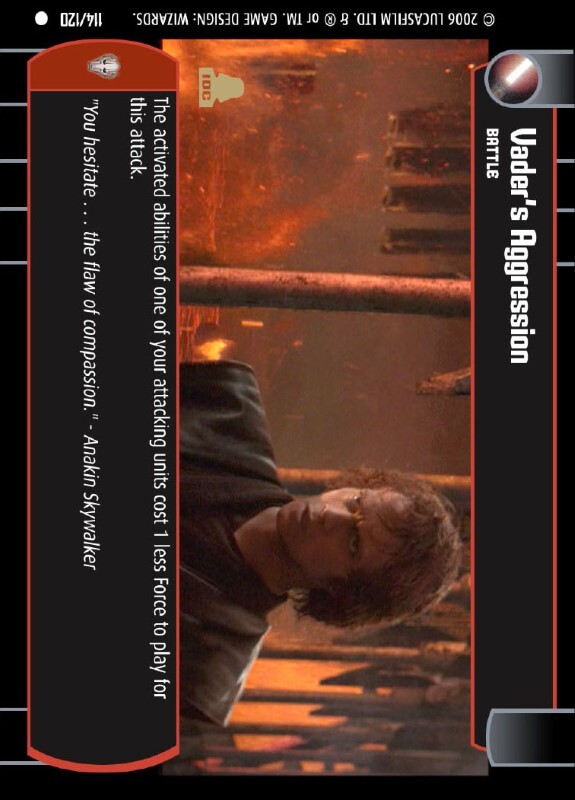 Vader's Aggression
BATTLE
IDC
The activated abilities of one of your attacking units cost 1 less Force to play for
this attack.
"You hesitate . . . the flaw of compassion." - Anakin Skywalker
© 2006 LUCASFILM LTD. & ® or TM. GAME DESIGN: WIZARDS. 114/120